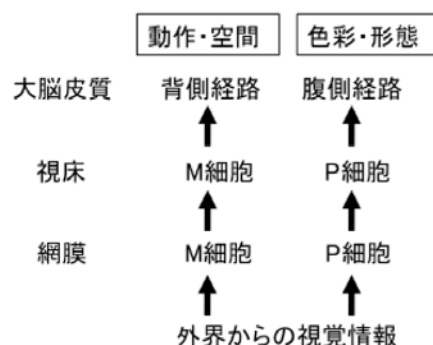 動作・空間 色彩・形態
大脳皮質 背側経路 腹側経路
視床 M細胞 P細胞
網膜 M細胞 P細胞
外界からの視覚情報